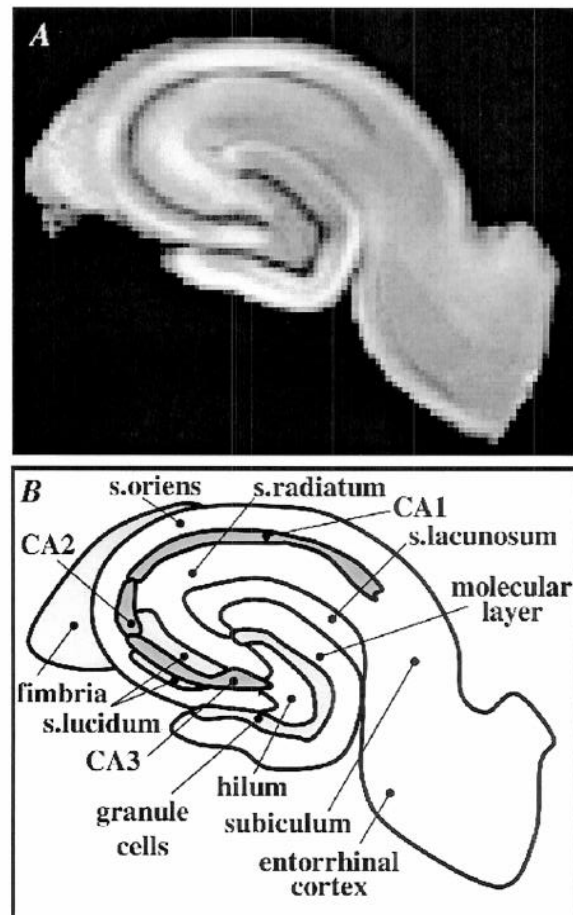 A
B
s.oriens
s.radiatum
CA1
CA2
s.lacunosum
molecular
layer
fimbria
s.lucidum
CA3
hilum
granule
cells
subiculum
entorrhinal
cortex